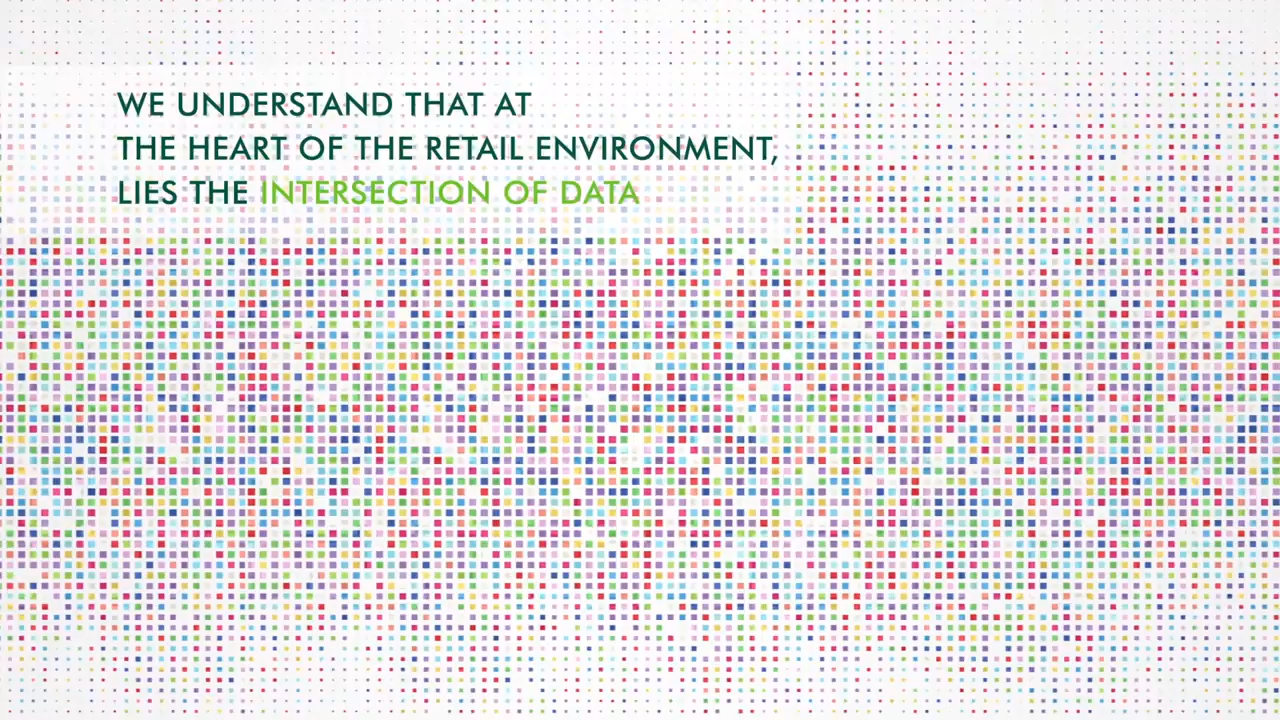 WE UNDERSTAND THAT AT
THE HEART OF THE RETAIL ENVIRONMENT,
LIES THE INTERSECTION OF DATA